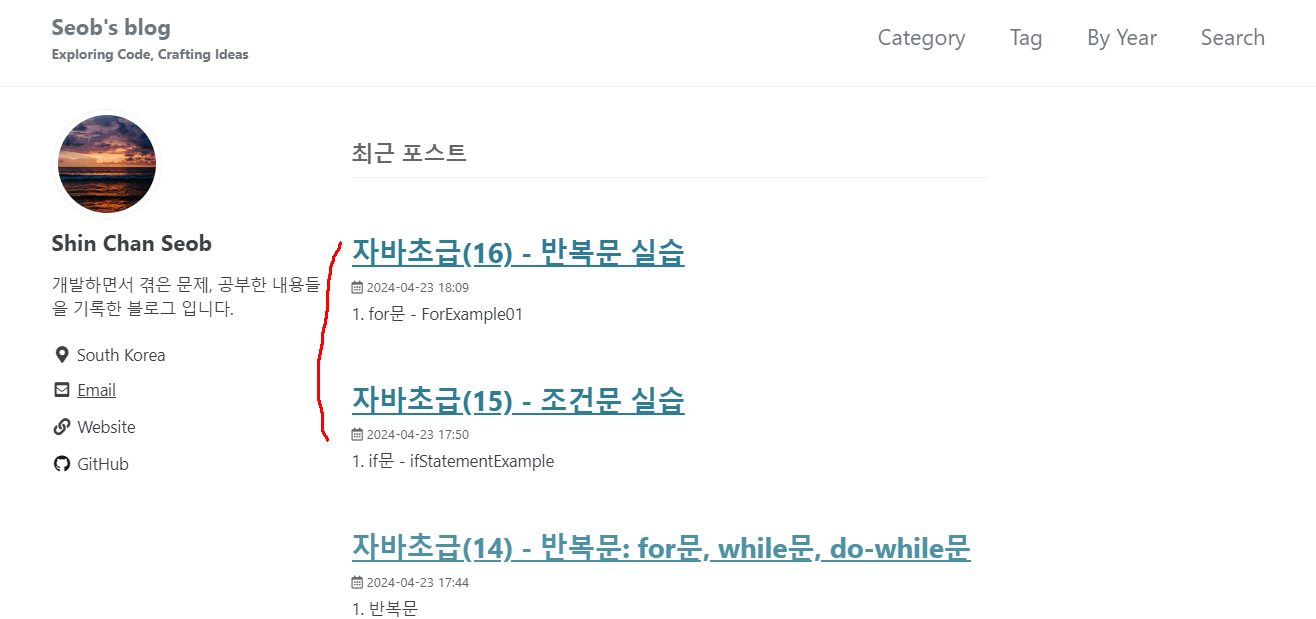 Seob's blog
Exploring Code, Crafting Ideas
Category Tag By Year Search
Shin Chan Seob
개발하면서 겪은 문제, 공부한 내용들
을 기록한 블로그 입니다.
South Korea
Email
Website
GitHub
최근 포스트
자바초급(16) - 반복문 실습
2024-04-23 18:09
1. for문 - ForExample01
자바초급(15) - 조건문 실습
2024-04-23 17:50
1. if문 - ifStatementExample
자바초급(14) - 반복문: for문, while문, do-while문
2024-04-23 17:44
1. 반복문